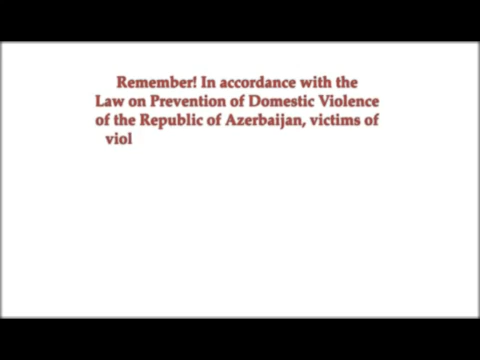 Remember! In accordance with the
Law on Prevention of Domestic Violence
of the Republic of Azerbaijan, victims of
viol